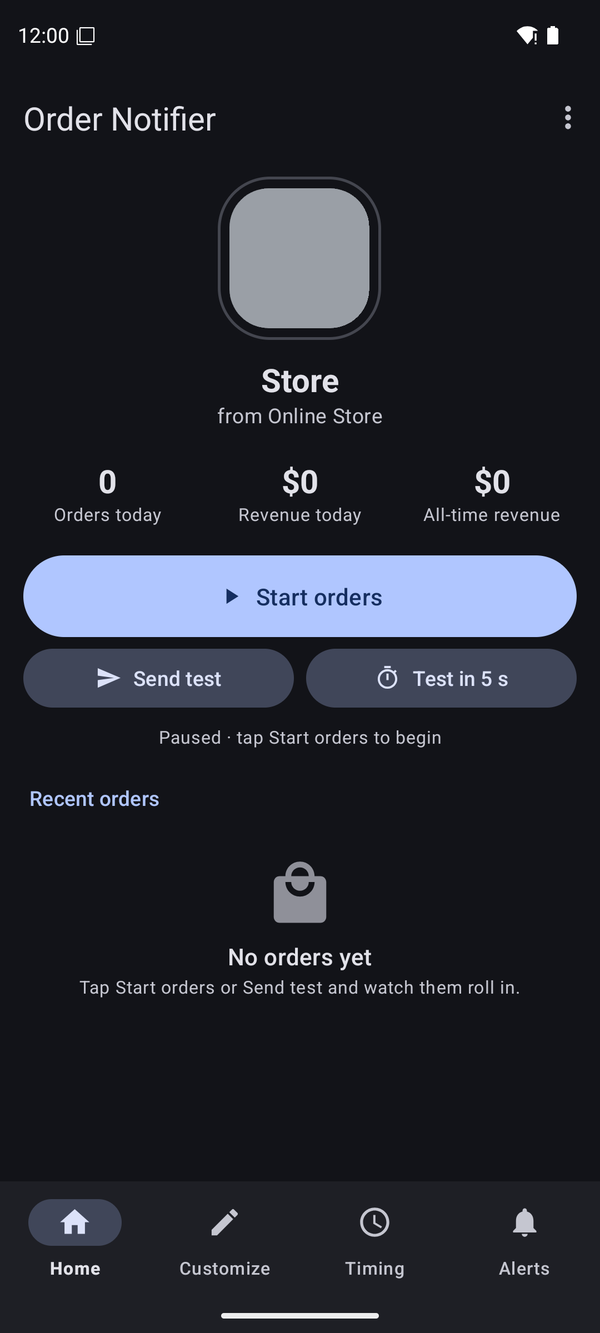 12:00
Order Notifier
Store
from Online Store
0 $0 $0
Orders today Revenue today All-time revenue
Start orders
Send test Test in 5 s
Paused · tap Start orders to begin
Recent orders
No orders yet
Tap Start orders or Send test and watch them roll in.
Home Customize Timing Alerts